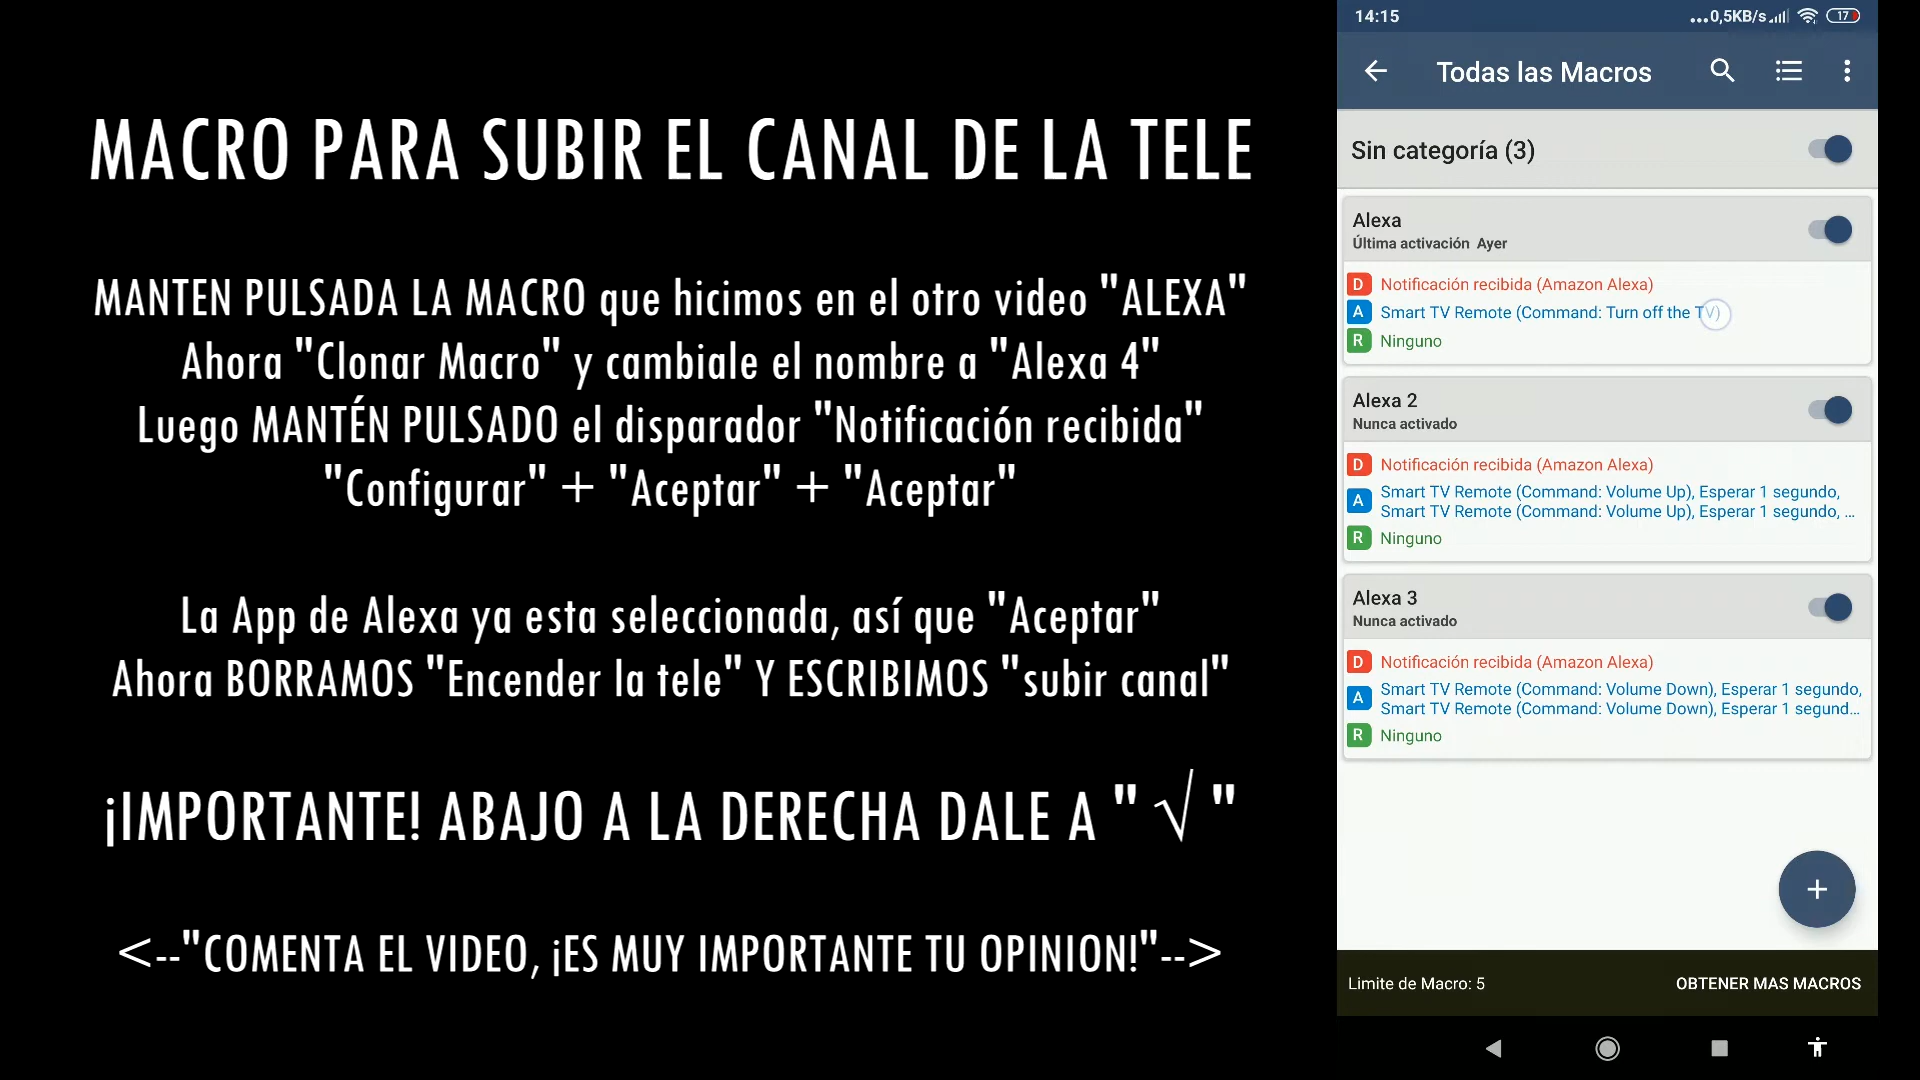 MACRO PARA SUBIR EL CANAL DE LA TELE
MANTEN PULSADA LA MACRO que hicimos en el otro video "ALEXA"
Ahora "Clonar Macro" y cambiale el nombre a "Alexa 4"
Luego MANTÉN PULSADO el disparador "Notificación recibida"
"Configurar" + "Aceptar" + "Aceptar"
La App de Alexa ya esta seleccionada, así que "Aceptar"
Ahora BORRAMOS "Encender la tele" Y ESCRIBIMOS "subir canal"
¡IMPORTANTE! ABAJO A LA DERECHA DALE A " √ "
<--"COMENTA EL VIDEO, ¡ES MUY IMPORTANTE TU OPINION!"-->
14:15
...0,5KB/s
17
Todas las Macros
Sin categoría (3)
Alexa
Última activación Ayer
D Notificación recibida (Amazon Alexa)
A Smart TV Remote (Command: Turn off the TV)
R Ninguno
Alexa 2
Nunca activado
D Notificación recibida (Amazon Alexa)
A Smart TV Remote (Command: Volume Up), Esperar 1 segundo,
Smart TV Remote (Command: Volume Up), Esperar 1 segundo, ...
R Ninguno
Alexa 3
Nunca activado
D Notificación recibida (Amazon Alexa)
A Smart TV Remote (Command: Volume Down), Esperar 1 segundo,
Smart TV Remote (Command: Volume Down), Esperar 1 segund...
R Ninguno
+
Limite de Macro: 5
OBTENER MAS MACROS